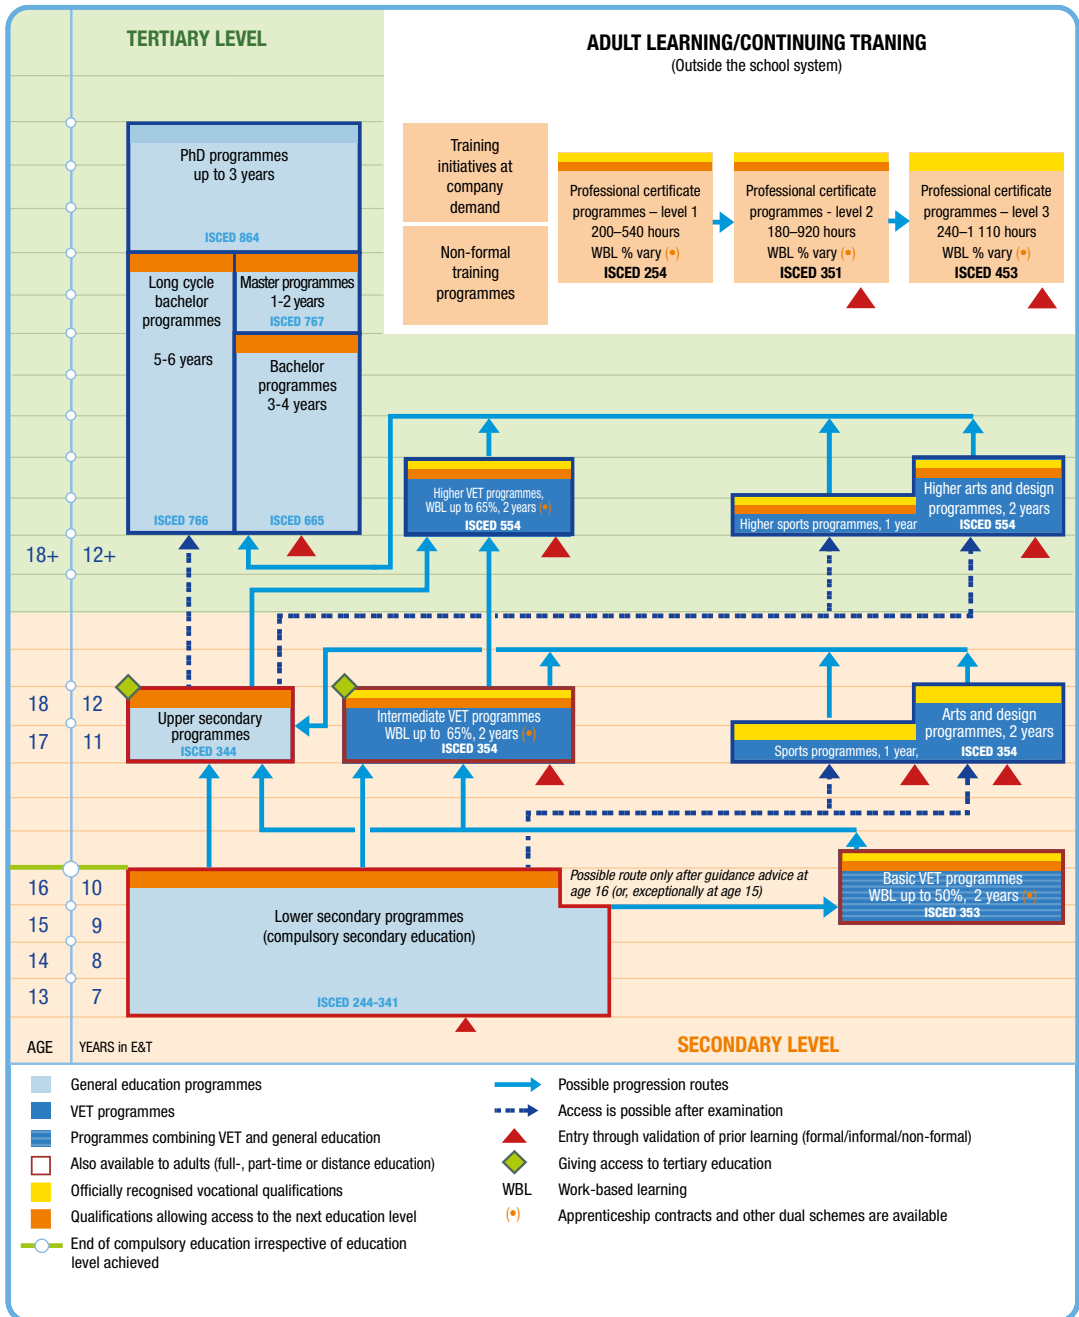 TERTIARY LEVEL
ADULT LEARNING/CONTINUING TRANING
(Outside the school system)
PhD programmes
up to 3 years
ISCED 864
Training
initiatives at
company
demand
Non-formal
training
programmes
Professional certificate
programmes – level 1
200–540 hours
WBL % vary (•)
ISCED 254
Professional certificate
programmes - level 2
180–920 hours
WBL % vary (•)
ISCED 351
Professional certificate
programmes – level 3
240–1 110 hours
WBL % vary (•)
ISCED 453
Long cycle
bachelor
programmes
5-6 years
ISCED 766
Master programmes
1-2 years
ISCED 767
Bachelor
programmes
3-4 years
ISCED 665
Higher VET programmes,
WBL up to 65%, 2 years (•)
ISCED 554
Higher sports programmes, 1 year
Higher arts and design
programmes, 2 years
ISCED 554
18+ 12+
18 12
17 11
Upper secondary
programmes
ISCED 344
Intermediate VET programmes
WBL up to 65%, 2 years (•)
ISCED 354
Sports programmes, 1 year,
Arts and design
programmes, 2 years
ISCED 354
Possible route only after guidance advice at
age 16 (or, exceptionally at age 15)
Basic VET programmes
WBL up to 50%, 2 years (•)
ISCED 353
16 10
15 9
14 8
13 7
Lower secondary programmes
(compulsory secondary education)
ISCED 244-341
AGE YEARS in E&T
SECONDARY LEVEL
General education programmes
VET programmes
Programmes combining VET and general education
Also available to adults (full-, part-time or distance education)
Officially recognised vocational qualifications
Qualifications allowing access to the next education level
End of compulsory education irrespective of education
level achieved
Possible progression routes
Access is possible after examination
Entry through validation of prior learning (formal/informal/non-formal)
Giving access to tertiary education
WBL Work-based learning
(•) Apprenticeship contracts and other dual schemes are available